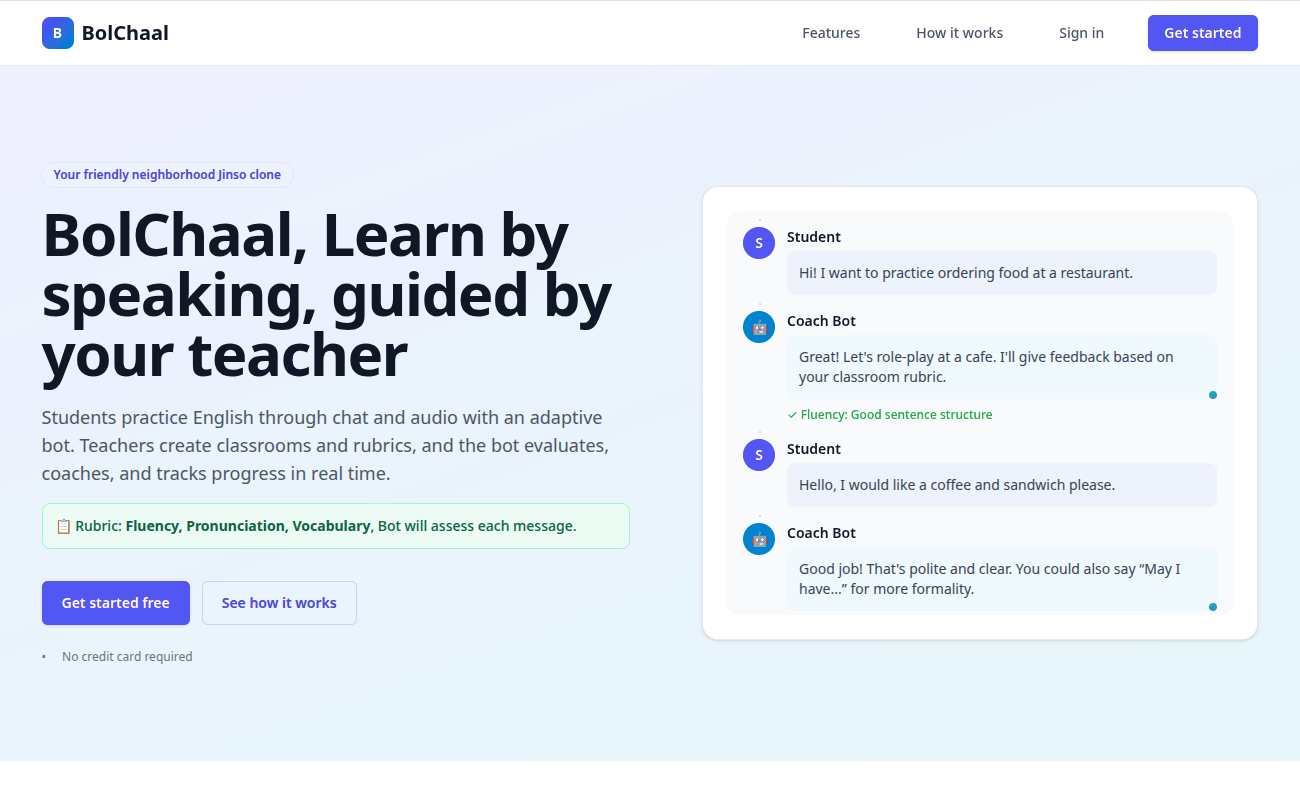 B BolChaal
Features How it works Sign in Get started
Your friendly neighborhood Jinso clone
BolChaal, Learn by
speaking, guided by
your teacher
Students practice English through chat and audio with an adaptive
bot. Teachers create classrooms and rubrics, and the bot evaluates,
coaches, and tracks progress in real time.
📋 Rubric: Fluency, Pronunciation, Vocabulary, Bot will assess each message.
Get started free See how it works
• No credit card required
S Student
Hi! I want to practice ordering food at a restaurant.
🤖 Coach Bot
Great! Let's role-play at a cafe. I'll give feedback based on
your classroom rubric.
✓ Fluency: Good sentence structure
S Student
Hello, I would like a coffee and sandwich please.
🤖 Coach Bot
Good job! That's polite and clear. You could also say “May I
have...” for more formality.